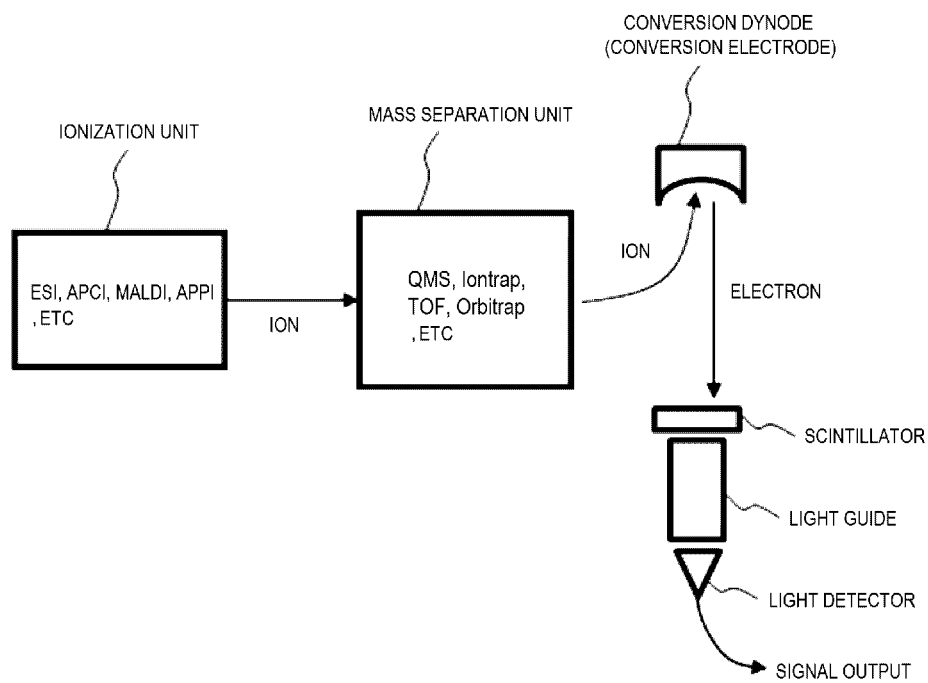 CONVERSION DYNODE
(CONVERSION ELECTRODE)
MASS SEPARATION UNIT
IONIZATION UNIT
ESI, APCI, MALDI, APPI
, ETC
ION
QMS, Iontrap,
TOF, Orbitrap
, ETC
ION
ELECTRON
SCINTILLATOR
LIGHT GUIDE
LIGHT DETECTOR
SIGNAL OUTPUT